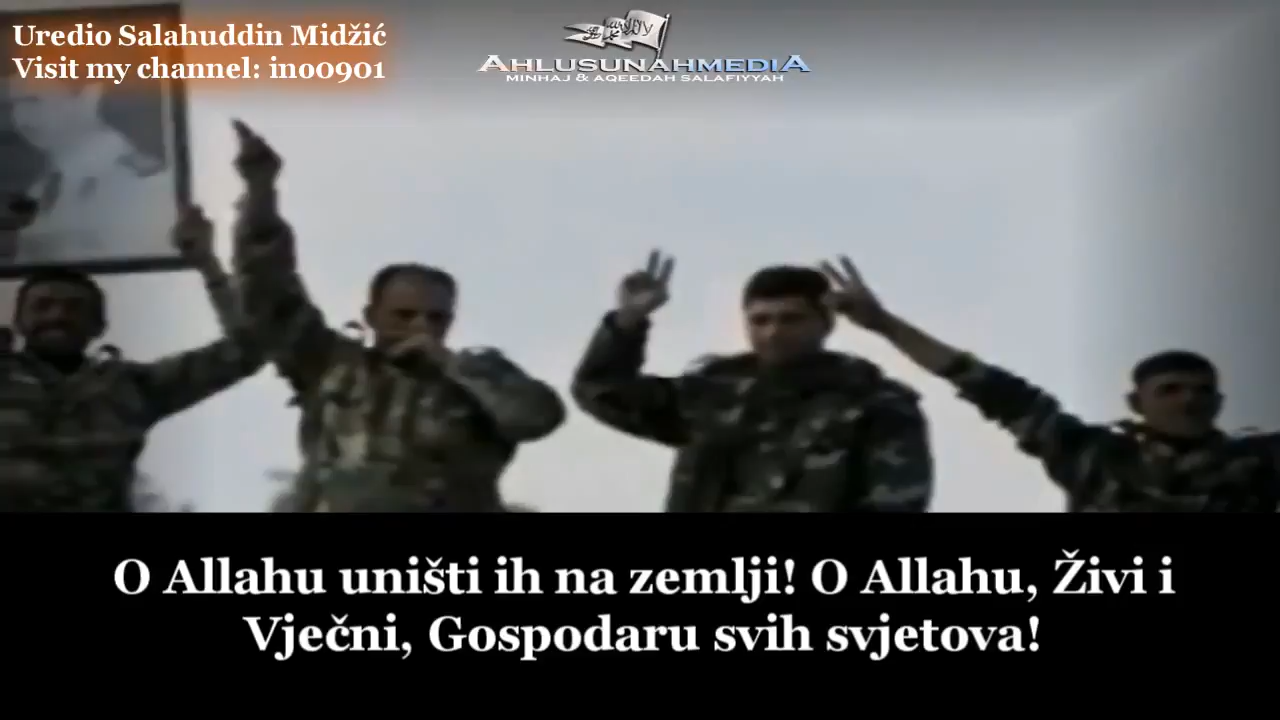 Uredio Salahuddin Midžić
Visit my channel: ino0901
AHLUSUNAHMEDIA
MINHAJ & AQEEDAH SALAFIYYAH
O Allahu uništi ih na zemlji! O Allahu, Živi i
Vječni, Gospodaru svih svjetova!